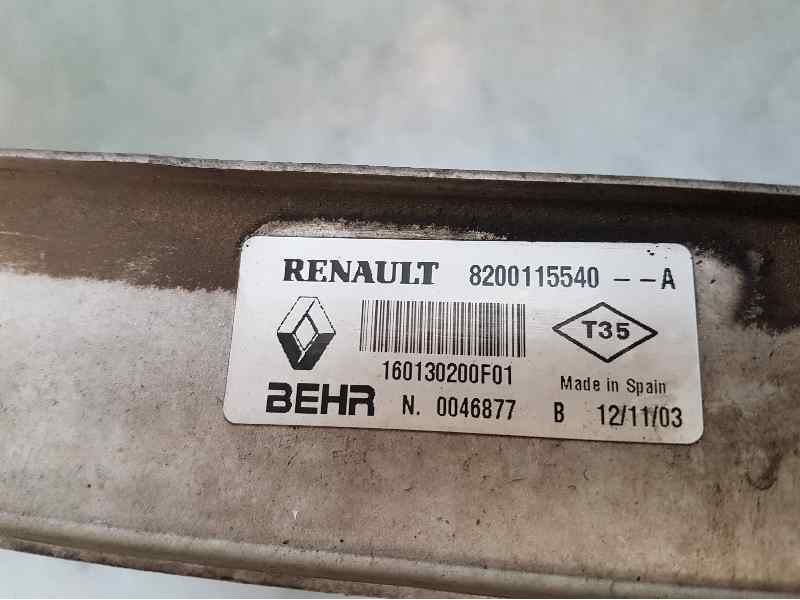 RENAULT 8200115540 -- A
T35
160130200F01
Made in Spain
BEHR N. 0046877 B 12/11/03